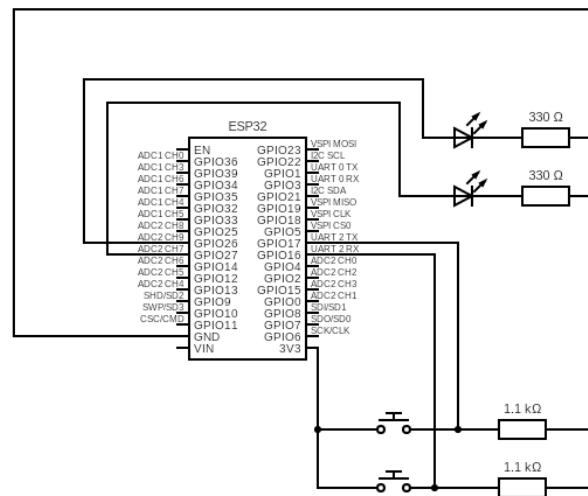 330 Ω
330 Ω
ESP32
EN GPIO23 VSPI MOSI
ADC1 CH0 GPIO36 GPIO22 I2C SCL
ADC1 CH3 GPIO39 GPIO1 UART 0 TX
ADC1 CH6 GPIO34 GPIO3 UART 0 RX
ADC1 CH7 GPIO35 GPIO21 I2C SDA
ADC1 CH4 GPIO32 GPIO19 VSPI MISO
ADC1 CH5 GPIO33 GPIO18 VSPI CLK
ADC2 CH8 GPIO25 GPIO5 VSPI CS0
ADC2 CH9 GPIO26 GPIO17 UART 2 TX
ADC2 CH7 GPIO27 GPIO16 UART 2 RX
ADC2 CH6 GPIO14 GPIO4 ADC2 CH0
ADC2 CH5 GPIO12 GPIO2 ADC2 CH2
ADC2 CH4 GPIO13 GPIO15 ADC2 CH3
SHD/SD2 GPIO9 GPIO0 ADC2 CH1
SWP/SD3 GPIO10 GPIO8 SDI/SD1
CSC/CMD GPIO11 GPIO7 SDO/SD0
GND GPIO6 SCK/CLK
VIN 3V3
1.1 kΩ
1.1 kΩ